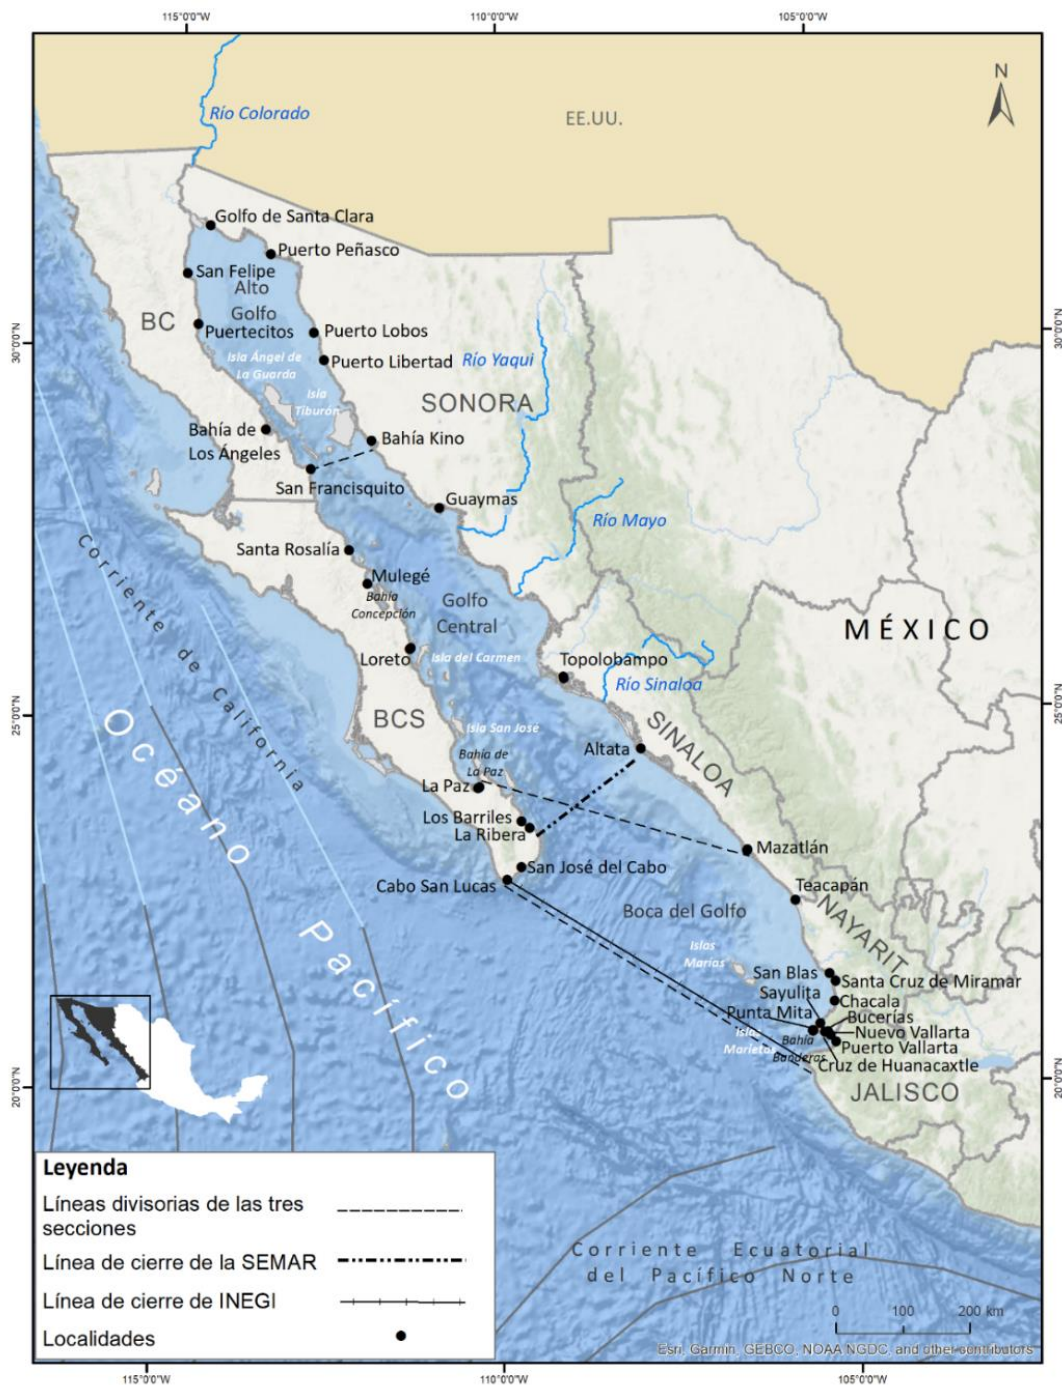 115°0'0"W
110°0'0"W
105°0'0"W
N
Río Colorado
EE.UU.
Golfo de Santa Clara
Puerto Peñasco
San Felipe
Alto
Golfo
BC
Puertecitos
Puerto Lobos
30°0'0"N
30°0'0"N
Isla Ángel de
La Guarda
Puerto Libertad
Río Yaqui
Isla
Tiburón
SONORA
Bahía de
Los Ángeles
Bahía Kino
San Francisquito
Guaymas
Río Mayo
Santa Rosalía
Mulegé
Bahía
Concepción
Golfo
Central
MÉXICO
Loreto
Isla del Carmen
Topolobampo
Río Sinaloa
Corriente de California
25°0'0"N
25°0'0"N
BCS
Isla San José
SINALOA
Altata
Bahía de
La Paz
La Paz
Los Barriles
La Ribera
Océano Pacífico
Mazatlán
San José del Cabo
Cabo San Lucas
Teacapán
Boca del Golfo
NAYARIT
Islas
Marías
San Blas
Santa Cruz de Miramar
Sayulita
Chacala
Punta Mita
Bucerías
Islas
Marietas
Nuevo Vallarta
Bahía
Banderas
Puerto Vallarta
Cruz de Huanacaxtle
20°0'0"N
20°0'0"N
JALISCO
Leyenda
Líneas divisorias de las tres
secciones
Línea de cierre de la SEMAR
Línea de cierre de INEGI
Localidades
Corriente Ecuatorial
del Pacífico Norte
0 100 200 km
Esri, Garmin, GEBCO, NOAA NGDC, and other contributors
115°0'0"W
110°0'0"W
105°0'0"W